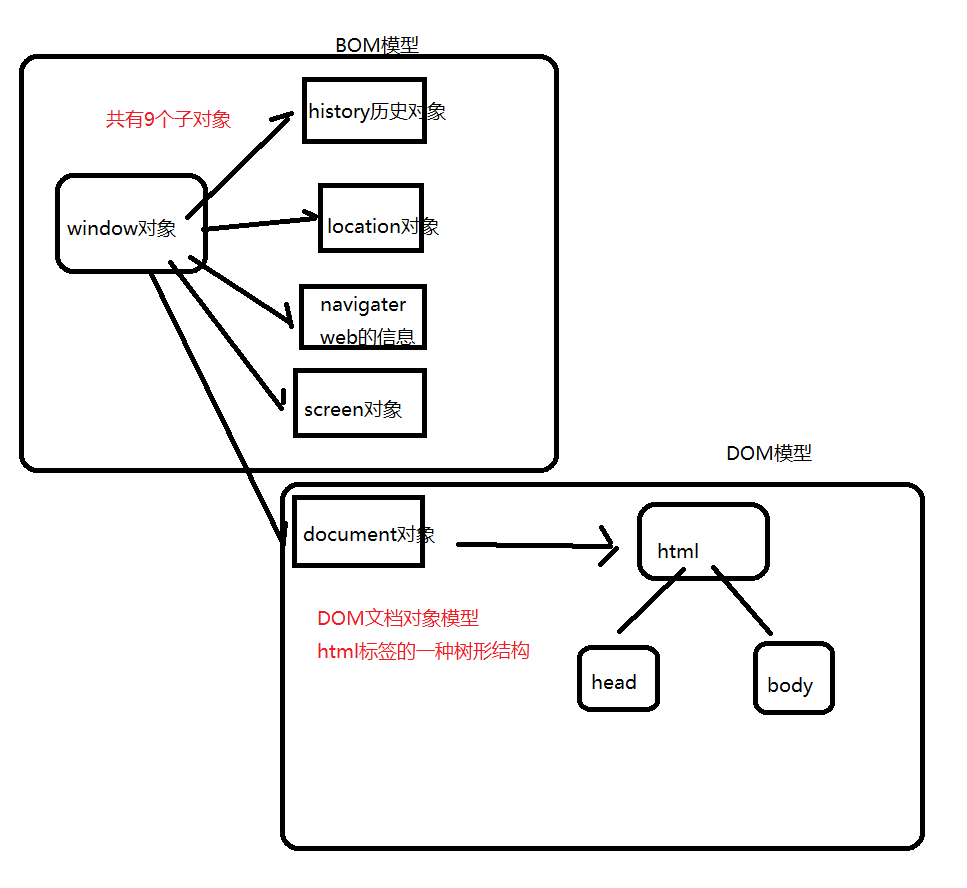 BOM模型
共有9个子对象
history历史对象
window对象
location对象
navigater
web的信息
screen对象
DOM模型
document对象
html
DOM文档对象模型
html标签的一种树形结构
head
body